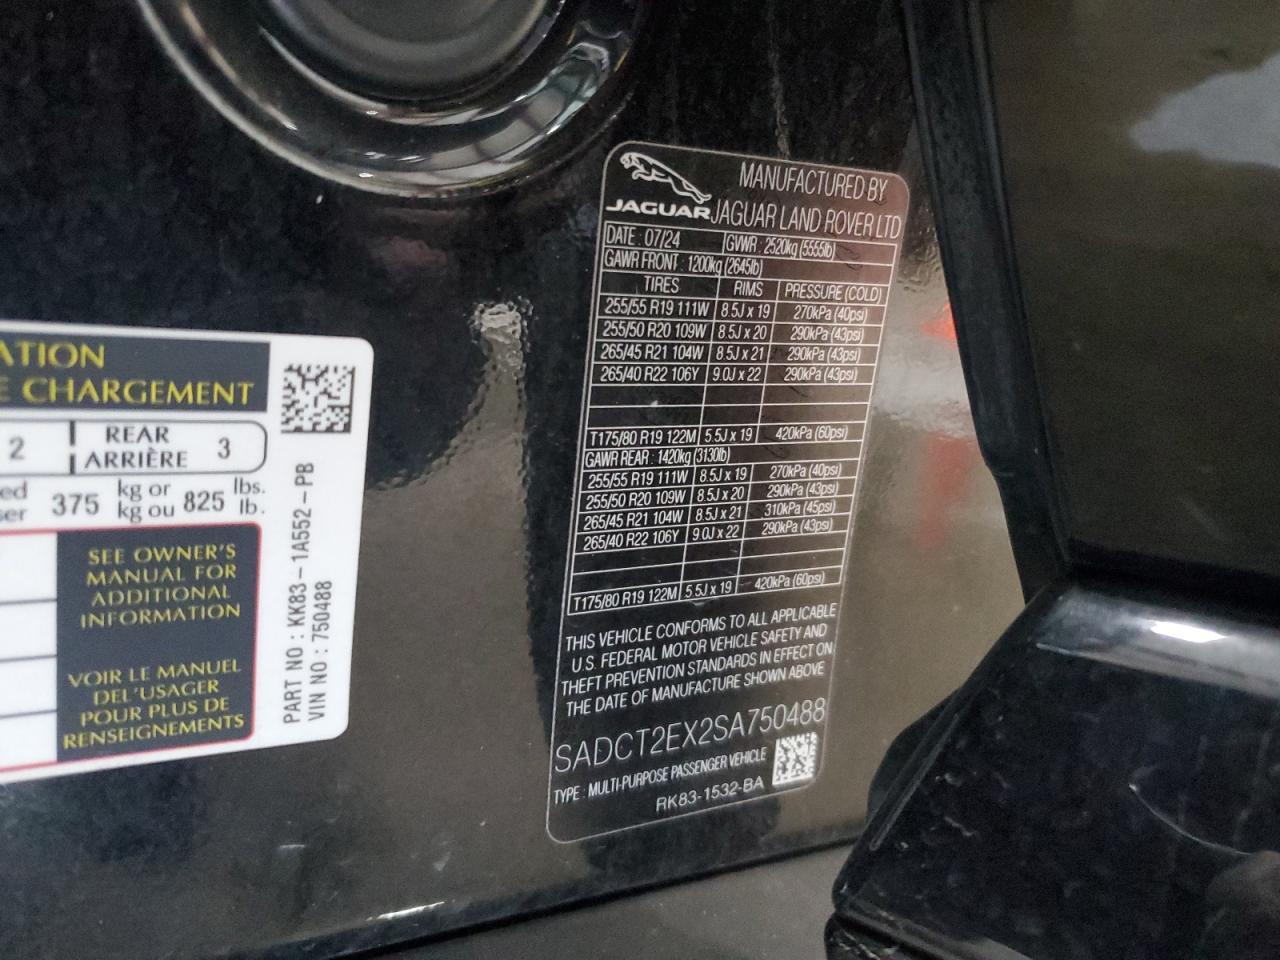 ATION
E CHARGEMENT
2 REAR ARRIÈRE 3
375 kg or kg ou 825 lbs. lb.
SEE OWNER'S
MANUAL FOR
ADDITIONAL
INFORMATION
VOIR LE MANUEL
DEL'USAGER
POUR PLUS DE
RENSEIGNEMENTS
PART NO : KK83-1A552-PB
VIN NO : 750488
JAGUAR
MANUFACTURED BY
JAGUAR LAND ROVER LTD
DATE : 07/24 GVWR : 2520kg (5555lb)
GAWR FRONT : 1200kg (2645lb)
TIRES RIMS PRESSURE (COLD)
255/55 R19 111W 8.5J x 19 270kPa (40psi)
255/50 R20 109W 8.5J x 20 290kPa (43psi)
265/45 R21 104W 8.5J x 21 290kPa (43psi)
265/40 R22 106Y 9.0J x 22 290kPa (43psi)
T175/80 R19 122M 5.5J x 19 420kPa (60psi)
GAWR REAR : 1420kg (3130lb)
255/55 R19 111W 8.5J x 19 270kPa (40psi)
255/50 R20 109W 8.5J x 20 290kPa (43psi)
265/45 R21 104W 8.5J x 21 310kPa (45psi)
265/40 R22 106Y 9.0J x 22 290kPa (43psi)
T175/80 R19 122M 5.5J x 19 420kPa (60psi)
THIS VEHICLE CONFORMS TO ALL APPLICABLE
U.S. FEDERAL MOTOR VEHICLE SAFETY AND
THEFT PREVENTION STANDARDS IN EFFECT ON
THE DATE OF MANUFACTURE SHOWN ABOVE
SADCT2EX2SA750488
TYPE : MULTI-PURPOSE PASSENGER VEHICLE
RK83-1532-BA